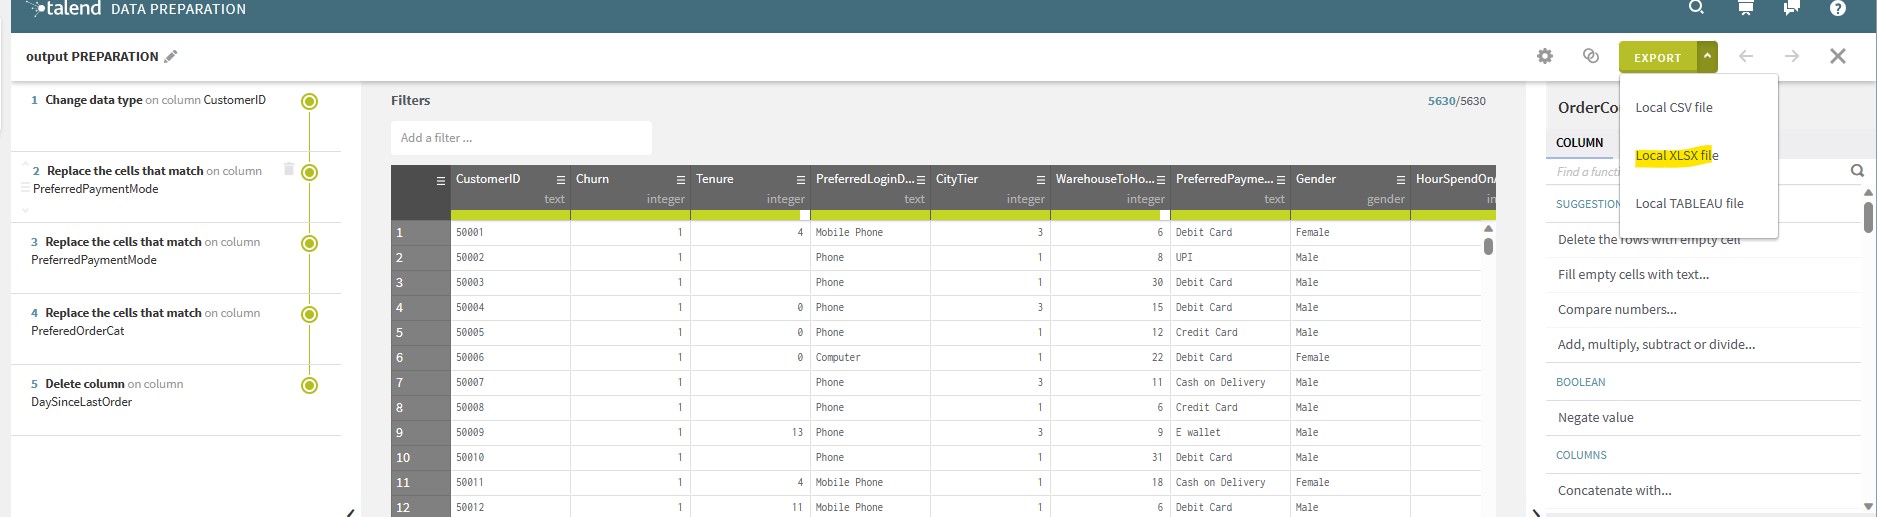 talend DATA PREPARATION
output PREPARATION
EXPORT
Local CSV file
Local XLSX file
Local TABLEAU file
1 Change data type on column CustomerID
2 Replace the cells that match on column
PreferredPaymentMode
3 Replace the cells that match on column
PreferredPaymentMode
4 Replace the cells that match on column
PreferedOrderCat
5 Delete column on column
DaySinceLastOrder
Filters 5630/5630
Add a filter ...
CustomerID Churn Tenure PreferredLoginD... CityTier WarehouseToHo... PreferredPayme... Gender HourSpendOnA
text integer integer text integer integer text gender in
1 50001 1 4 Mobile Phone 3 6 Debit Card Female
2 50002 1 Phone 1 8 UPI Male
3 50003 1 Phone 1 30 Debit Card Male
4 50004 1 0 Phone 3 15 Debit Card Male
5 50005 1 0 Phone 1 12 Credit Card Male
6 50006 1 0 Computer 1 22 Debit Card Female
7 50007 1 Phone 3 11 Cash on Delivery Male
8 50008 1 Phone 1 6 Credit Card Male
9 50009 1 13 Phone 3 9 E wallet Male
10 50010 1 Phone 1 31 Debit Card Male
11 50011 1 4 Mobile Phone 1 18 Cash on Delivery Female
12 50012 1 11 Mobile Phone 1 6 Debit Card Male
OrderCo
COLUMN
Find a functi
SUGGESTION
Delete the rows with empty cell
Fill empty cells with text...
Compare numbers...
Add, multiply, subtract or divide...
BOOLEAN
Negate value
COLUMNS
Concatenate with...